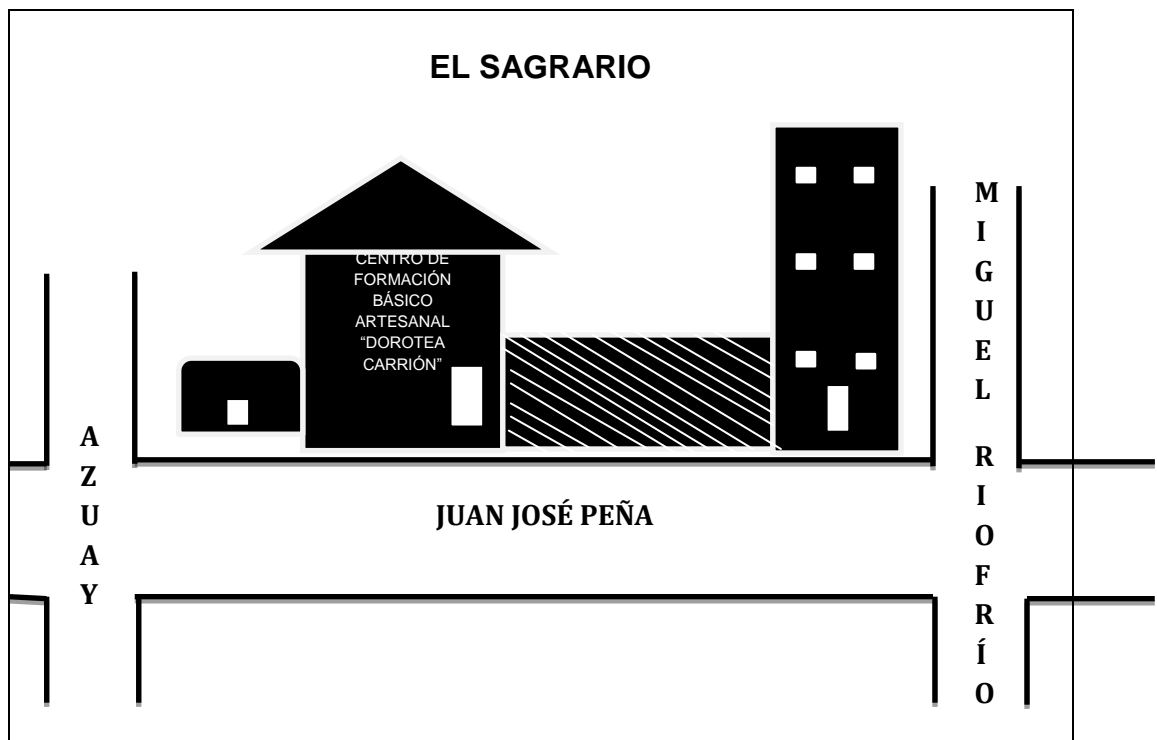 EL SAGRARIO
CENTRO DE
FORMACIÓN
BÁSICO
ARTESANAL
“DOROTEA
CARRIÓN”
AZUAY
JUAN JOSÉ PEÑA
MIGUEL RIOFRÍO